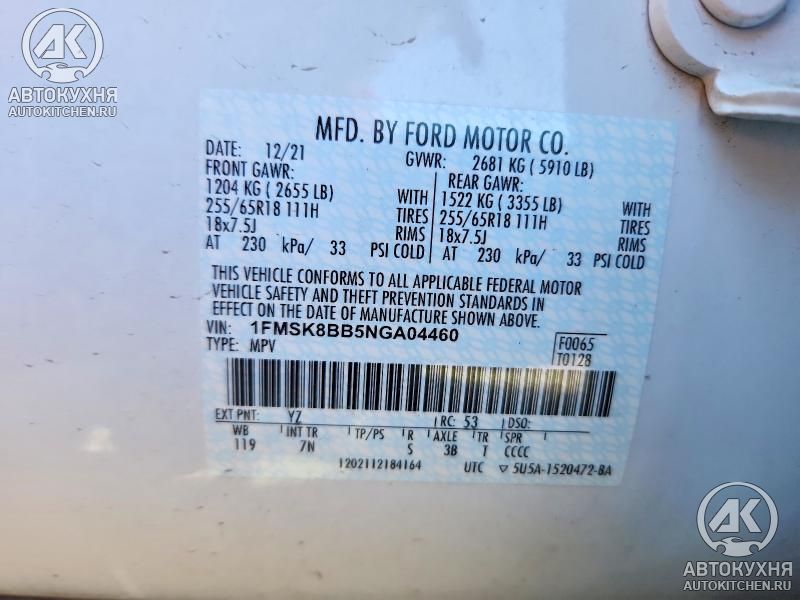 АК
АВТОКУХНЯ
AUTOKITCHEN.RU
MFD. BY FORD MOTOR CO.
DATE: 12/21 GVWR: 2681 KG ( 5910 LB)
FRONT GAWR: REAR GAWR:
1204 KG ( 2655 LB) WITH 1522 KG ( 3355 LB) WITH
255/65R18 111H TIRES 255/65R18 111H TIRES
18x7.5J RIMS 18x7.5J RIMS
AT 230 kPa/ 33 PSI COLD AT 230 kPa/ 33 PSI COLD
THIS VEHICLE CONFORMS TO ALL APPLICABLE FEDERAL MOTOR
VEHICLE SAFETY AND THEFT PREVENTION STANDARDS IN
EFFECT ON THE DATE OF MANUFACTURE SHOWN ABOVE.
VIN: 1FMSK8BB5NGA04460 F0065
TYPE: MPV T0128
EXT PNT: YZ RC: 53 DSO:
WB INT TR TP/PS R AXLE TR SPR
119 7N S 3B T CCCC
1202112184164 UTC ▽ 5U5A-1520472-BA
АК
АВТОКУХНЯ
AUTOKITCHEN.RU